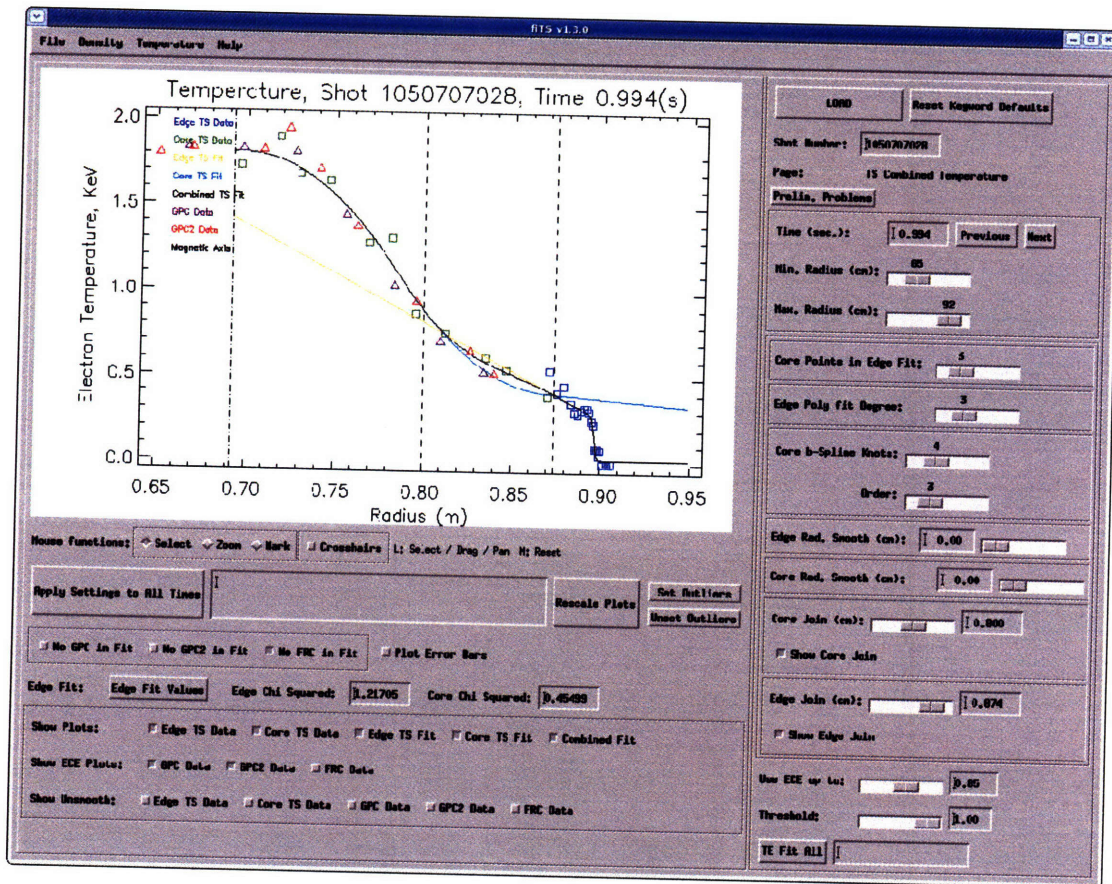 fiTS v1.3.0
File Density Temperature Help
Temperature, Shot 1050707028, Time 0.994(s)
Edge TS Data
Core TS Data
Edge TS Fit
Core TS Fit
Combined TS Fit
GPC Data
GPC2 Data
Magnetic Axis
Electron Temperature, KeV
2.0
1.5
1.0
0.5
0.0
0.65 0.70 0.75 0.80 0.85 0.90 0.95
Radius (m)
Mouse functions: Select Zoom Mark Crosshairs L: Select / Drag / Pan M: Reset
Apply Settings to All Times
Rescale Plots
Set Outliers
Unset Outliers
No GPC in Fit No GPC2 in Fit No FRC in Fit Plot Error Bars
Edge Fit: Edge Fit Values Edge Chi Squared: 1.21705 Core Chi Squared: 0.45499
Show Plots: Edge TS Data Core TS Data Edge TS Fit Core TS Fit Combined Fit
Show ECE Plots: GPC Data GPC2 Data FRC Data
Show Unsmooth: Edge TS Data Core TS Data GPC Data GPC2 Data FRC Data
LOAD Reset Keyword Defaults
Shot Number: 1050707028
Page: TS Combined Temperature
Prelim. Problems
Time (sec.): 0.994 Previous Next
Min. Radius (cm): 65
Max. Radius (cm): 92
Core Points in Edge Fit: 5
Edge Poly fit Degree: 3
Core b-Spline Knots: 4
Order: 3
Edge Rad. Smooth (cm): 0.00
Core Rad. Smooth (cm): 0.00
Core Join (cm): 0.800
Show Core Join
Edge Join (cm): 0.874
Show Edge Join
Use ECE up to: 0.85
Threshold: 1.00
TE Fit All